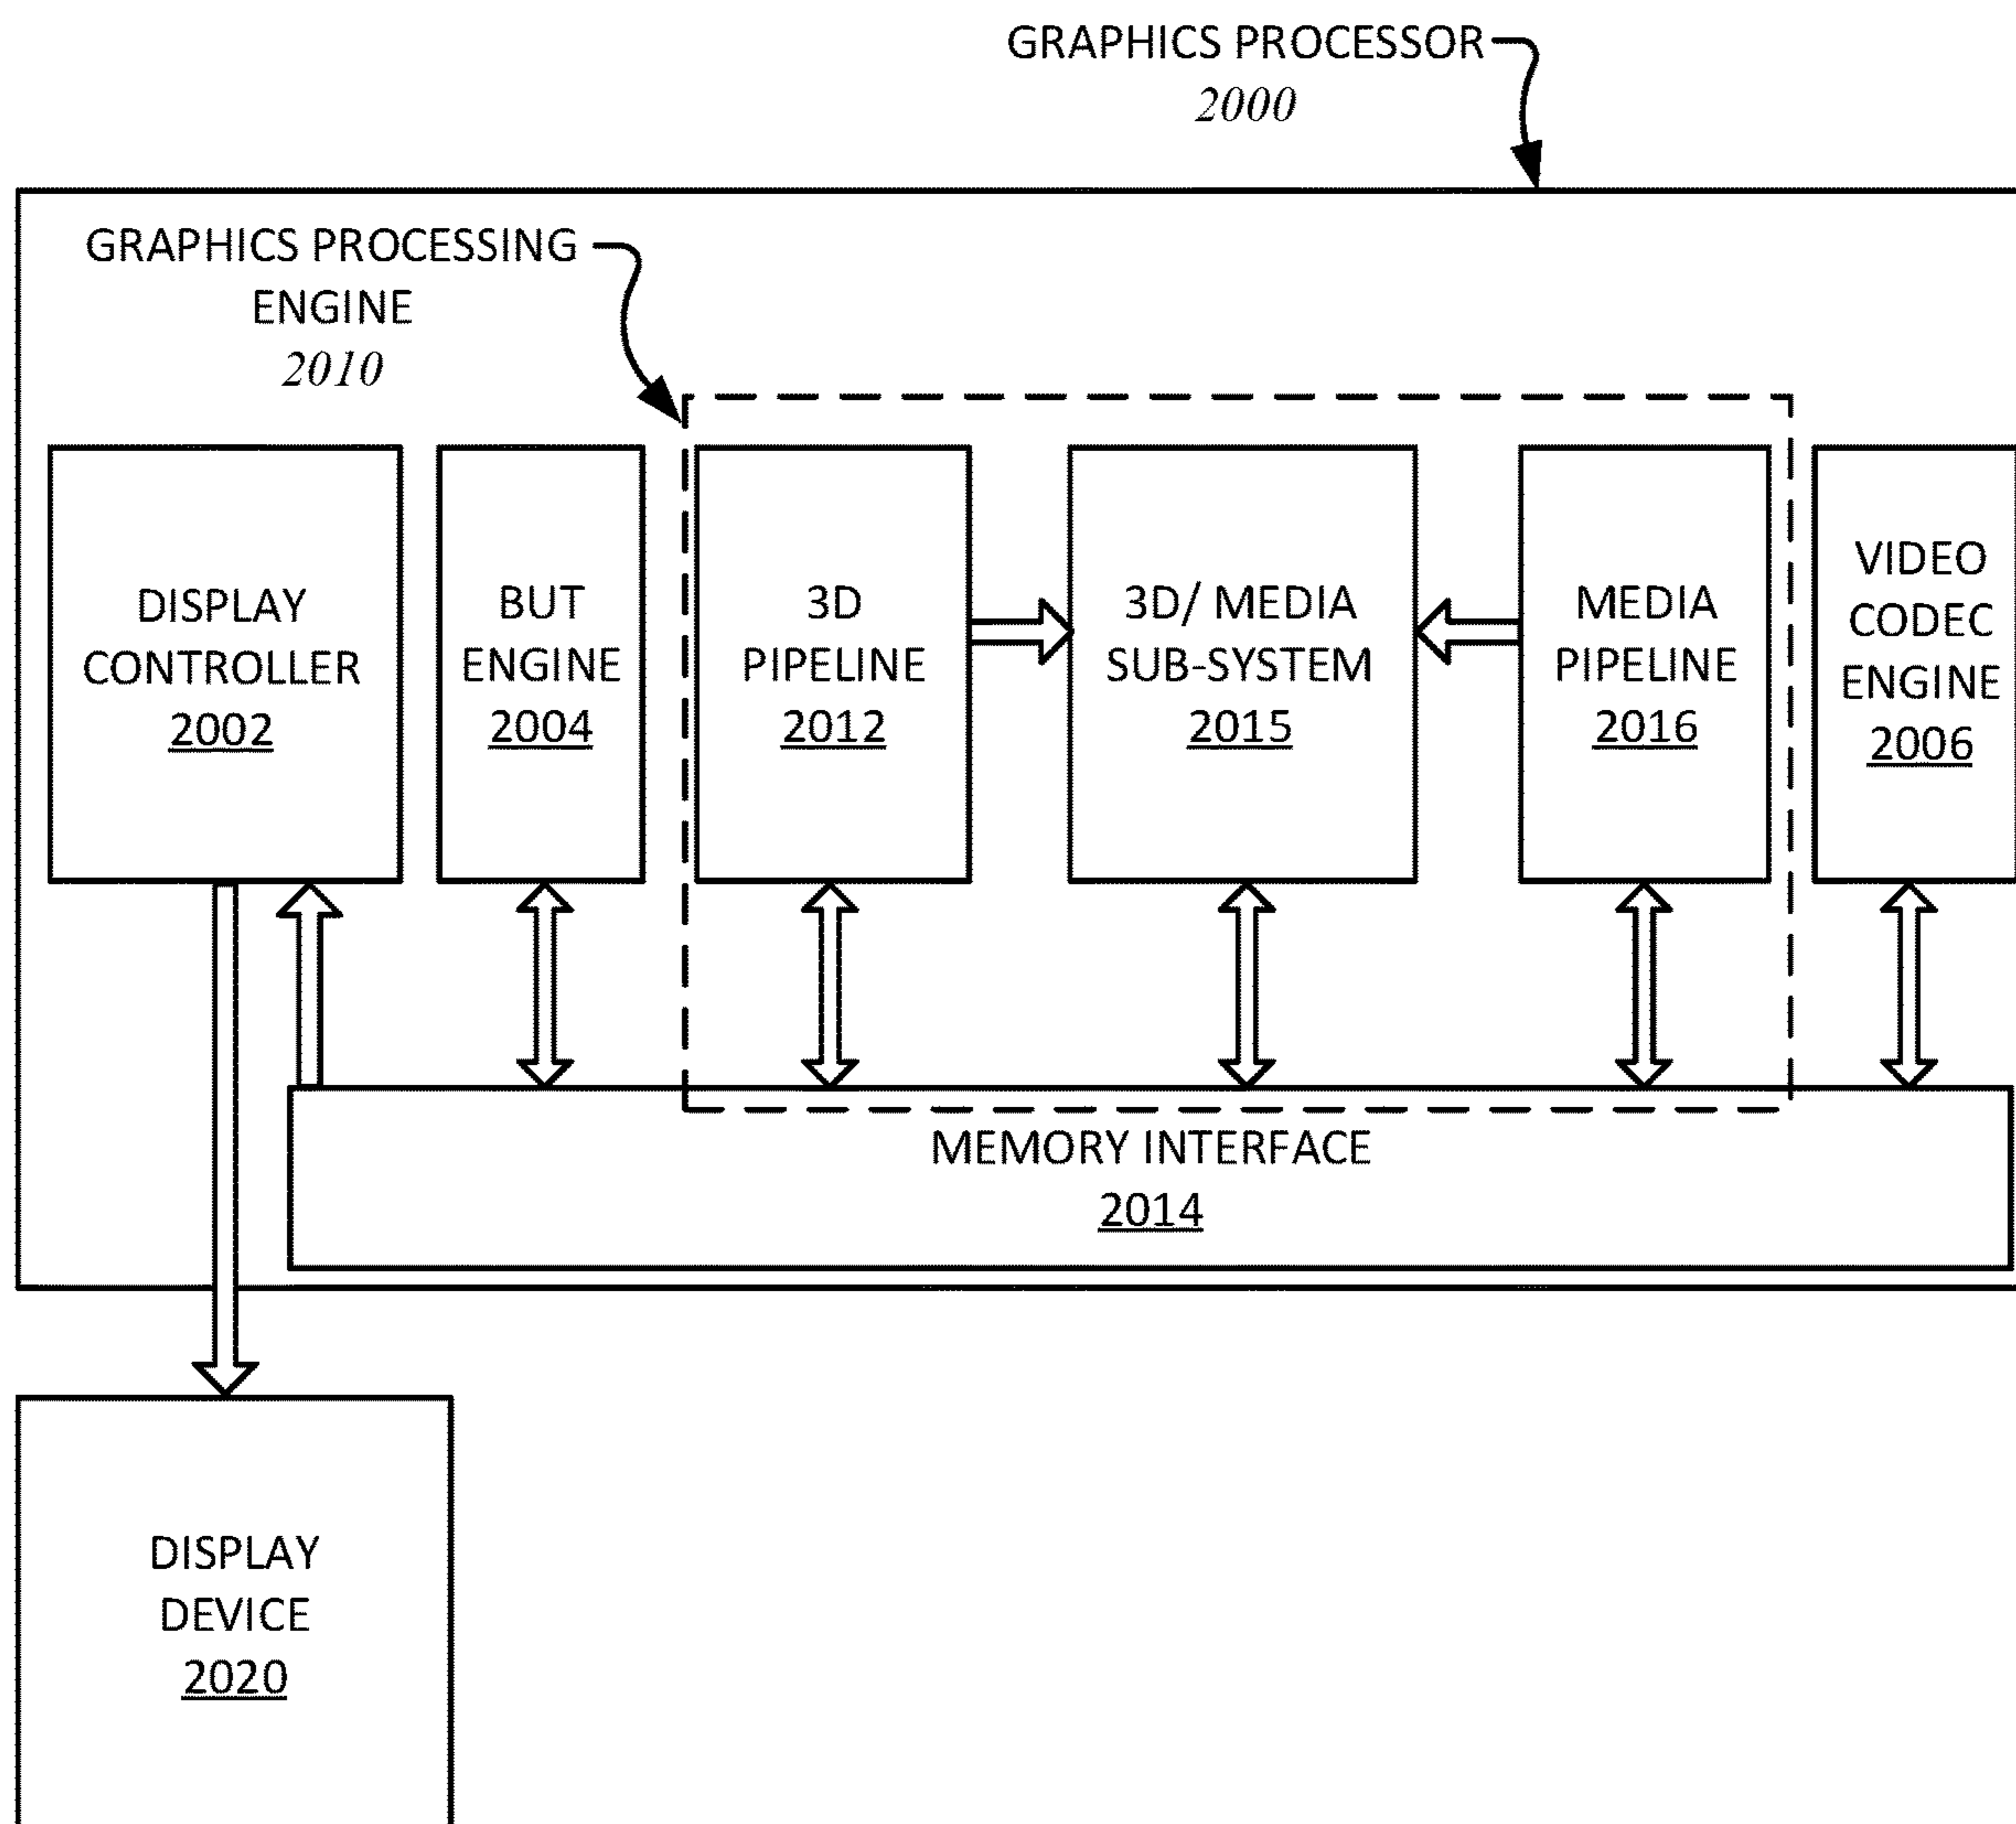 GRAPHICS PROCESSOR
2000
GRAPHICS PROCESSING
ENGINE
2010
DISPLAY
CONTROLLER
2002
BUT
ENGINE
2004
3D
PIPELINE
2012
3D/ MEDIA
SUB-SYSTEM
2015
MEDIA
PIPELINE
2016
VIDEO
CODEC
ENGINE
2006
MEMORY INTERFACE
2014
DISPLAY
DEVICE
2020